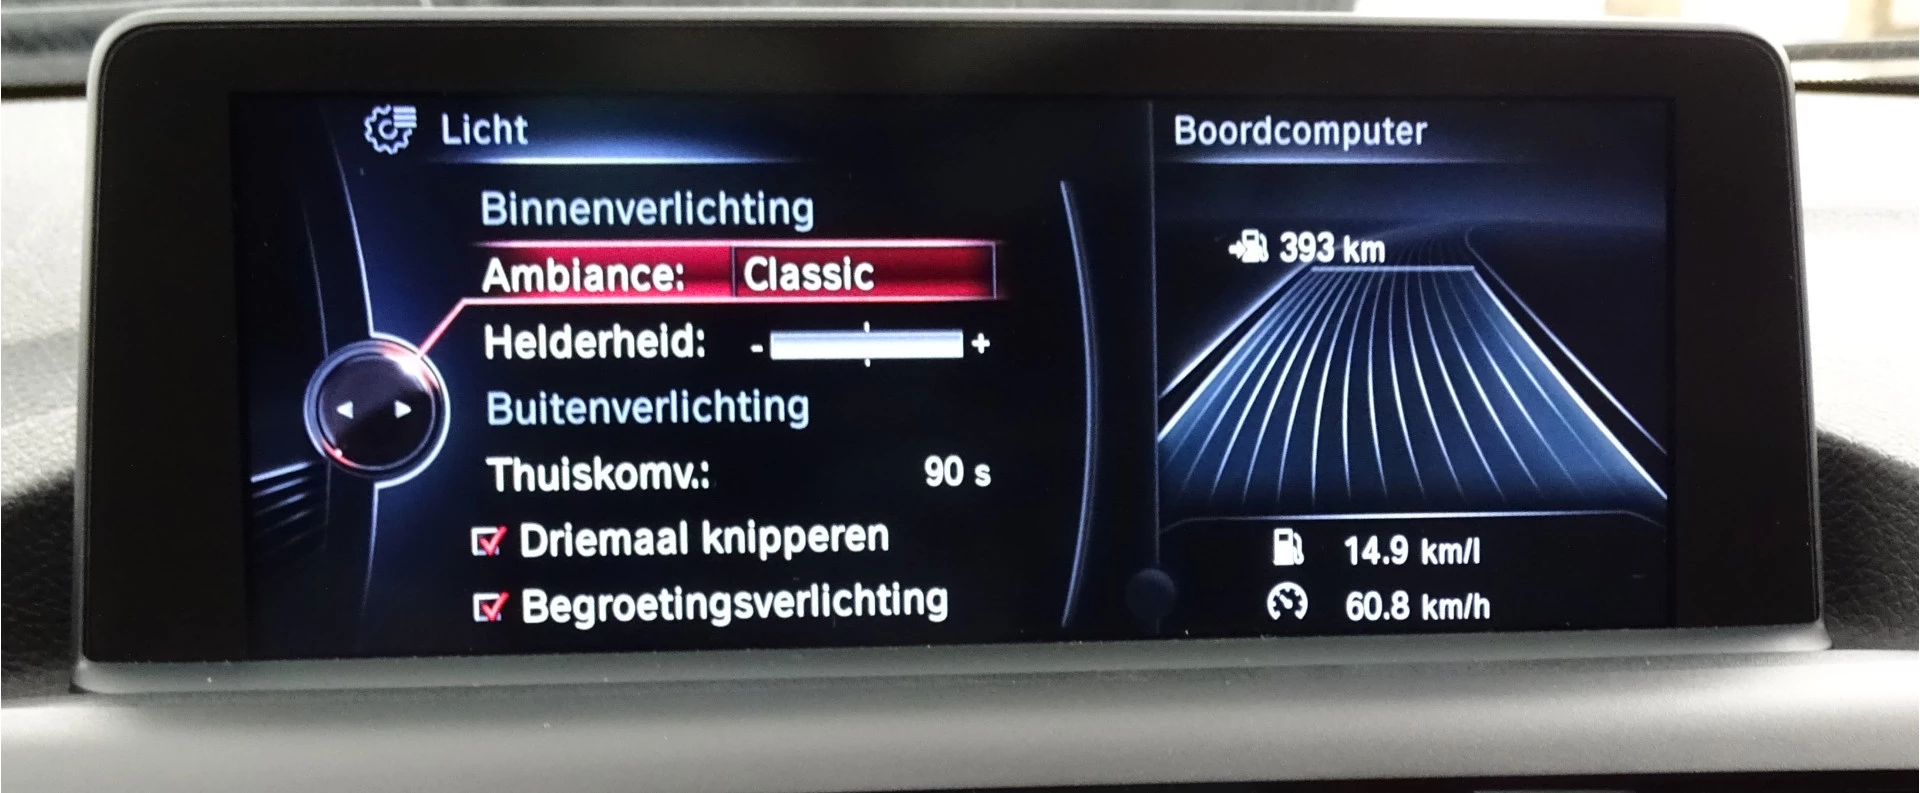 Licht
Binnenverlichting
Ambiance: Classic
Helderheid: - +
Buitenverlichting
Thuiskomv.: 90 s
Driemaal knipperen
Begroetingsverlichting
Boordcomputer
393 km
14.9 km/l
60.8 km/h